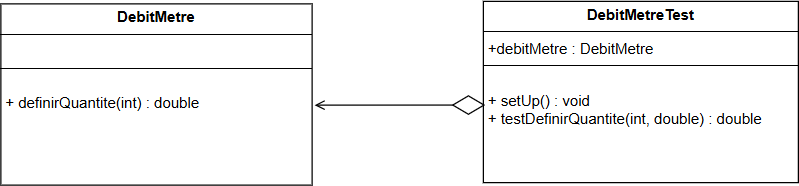 DebitMetre
+ definirQuantite(int) : double
DebitMetreTest
+debitMetre : DebitMetre
+ setUp() : void
+ testDefinirQuantite(int, double) : double